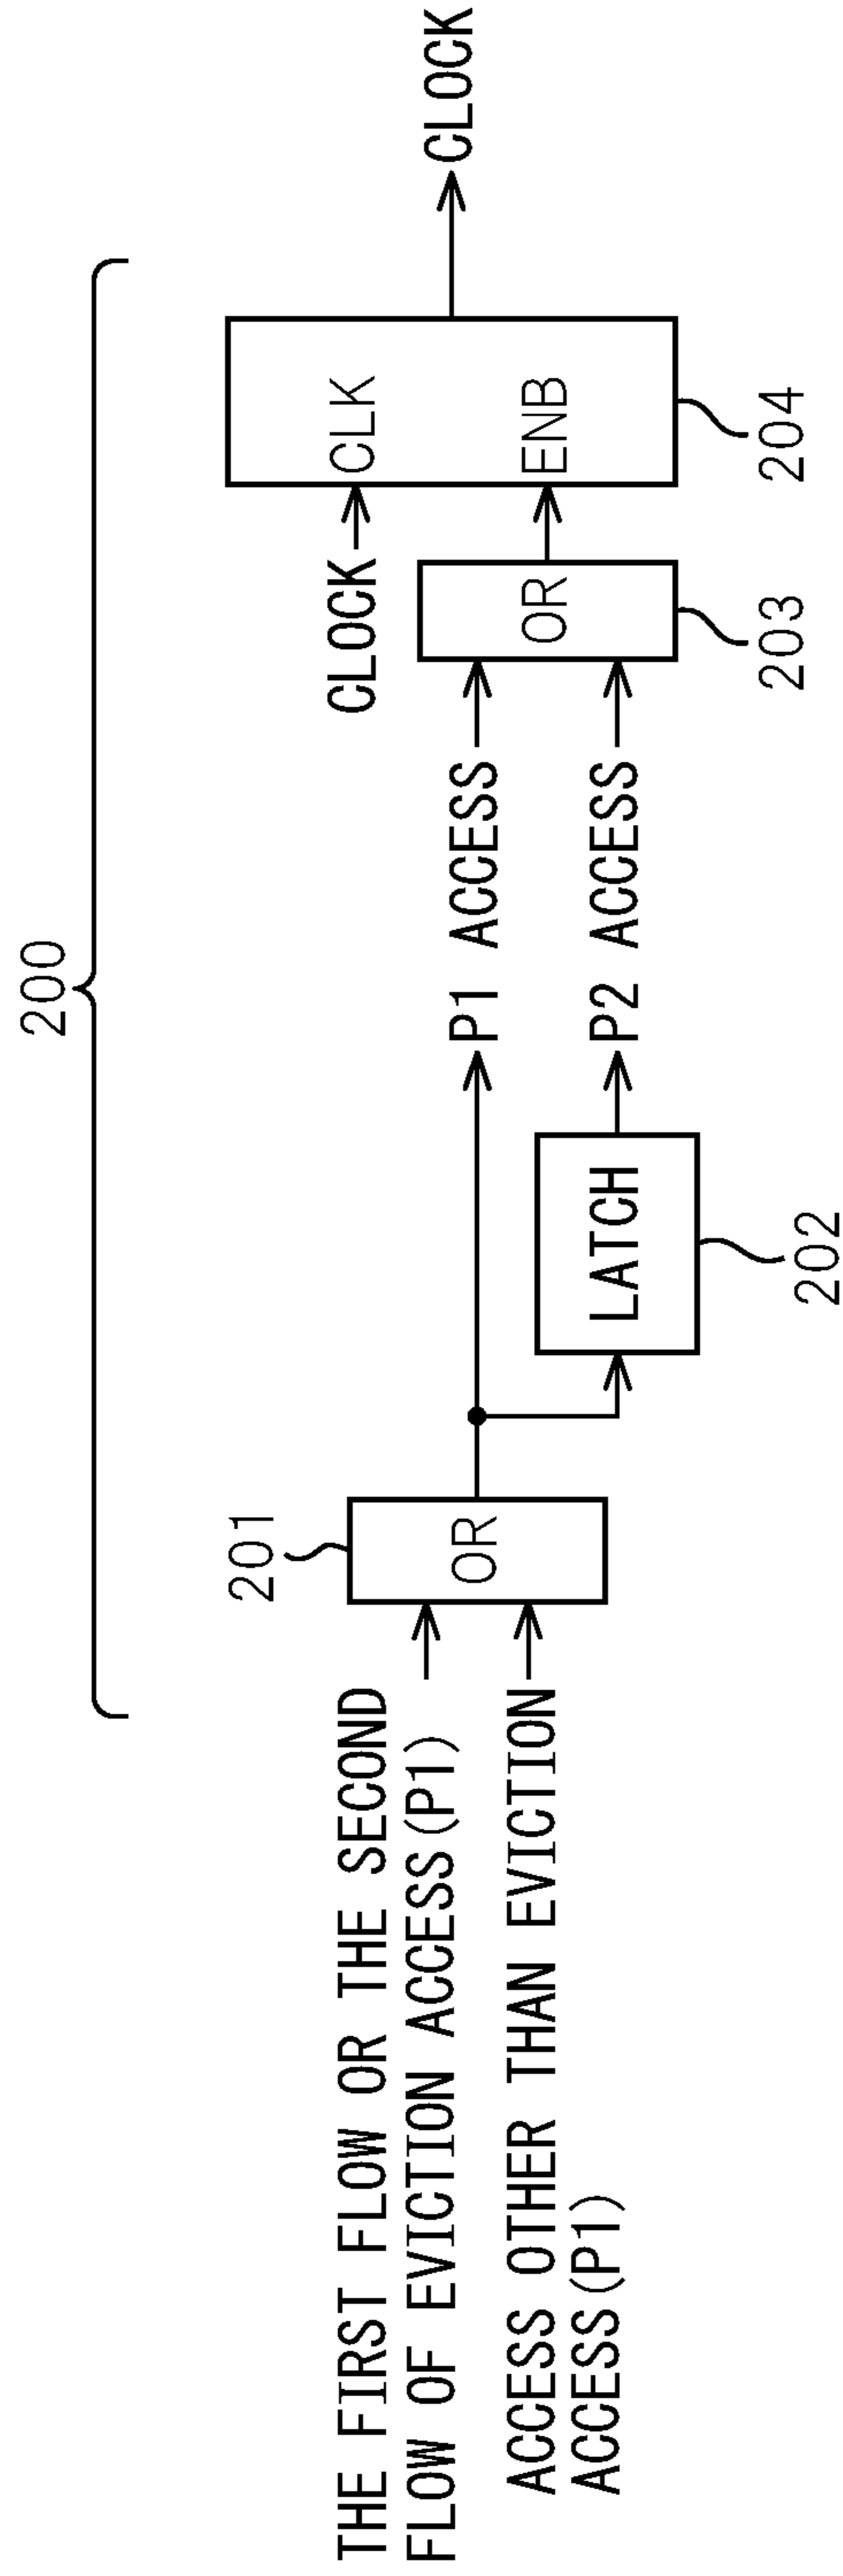 200
THE FIRST FLOW OR THE SECOND
FLOW OF EVICTION ACCESS(P1)
ACCESS OTHER THAN EVICTION
ACCESS(P1)
201
OR
LATCH
202
P1 ACCESS
P2 ACCESS
OR
203
CLOCK
CLK
ENB
204
CLOCK